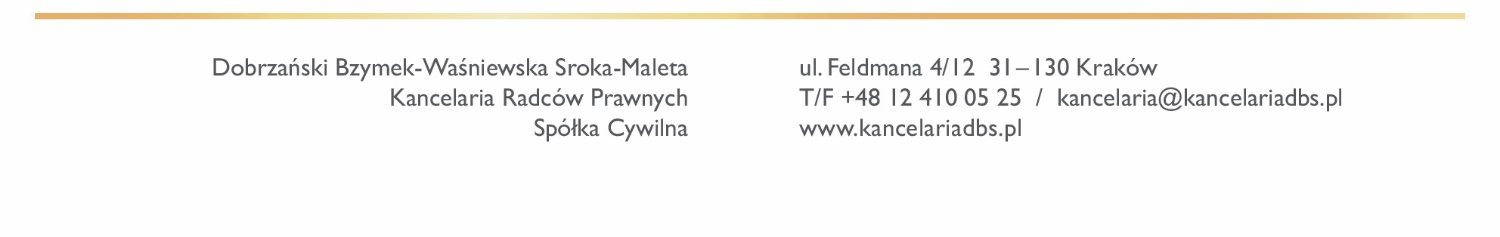 Dobrzański Bzymek-Waśniewska Sroka-Maleta
Kancelaria Radców Prawnych
Spółka Cywilna
ul. Feldmana 4/12 31–130 Kraków
T/F +48 12 410 05 25 / kancelaria@kancelariadbs.pl
www.kancelariadbs.pl